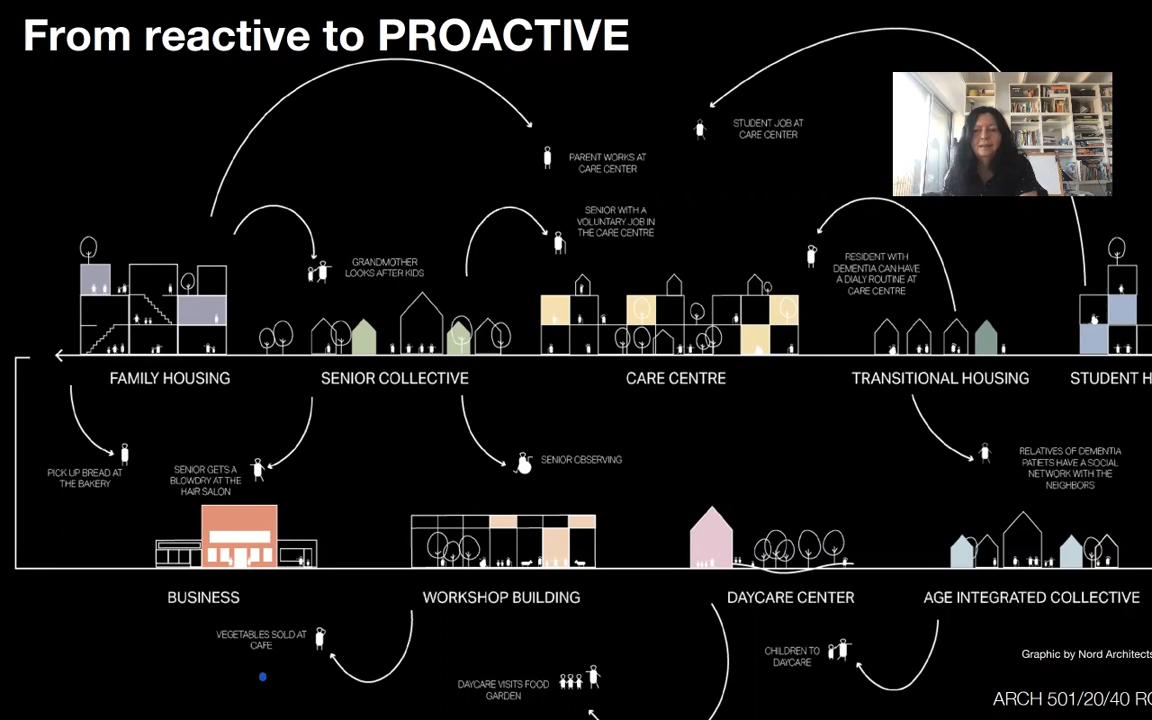 From reactive to PROACTIVE
STUDENT JOB AT
CARE CENTER
PARENT WORKS AT
CARE CENTER
SENIOR WITH A
VOLUNTARY JOB IN
THE CARE CENTRE
GRANDMOTHER
LOOKS AFTER KIDS
RESIDENT WITH
DEMENTIA CAN HAVE
A DIALY ROUTINE AT
CARE CENTRE
FAMILY HOUSING
SENIOR COLLECTIVE
CARE CENTRE
TRANSITIONAL HOUSING
STUDENT H
PICK UP BREAD AT
THE BAKERY
SENIOR GETS A
BLOWDRY AT THE
HAIR SALON
SENIOR OBSERVING
RELATIVES OF DEMENTIA
PATIETS HAVE A SOCIAL
NETWORK WITH THE
NEIGHBORS
BUSINESS
WORKSHOP BUILDING
DAYCARE CENTER
AGE INTEGRATED COLLECTIVE
VEGETABLES SOLD AT
CAFE
DAYCARE VISITS FOOD
GARDEN
CHILDREN TO
DAYCARE
Graphic by Nord Architects
ARCH 501/20/40 RO